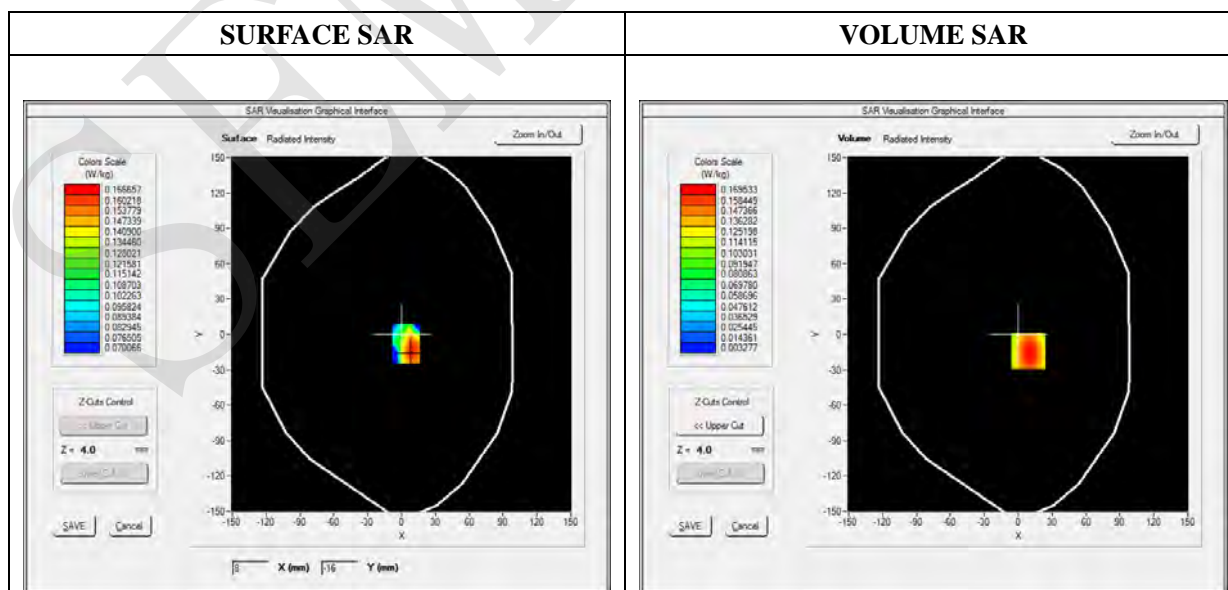 SURFACE SAR
SAR Visualisation Graphical Interface
Surface Radiated Intensity
Zoom In/Out
Colors Scale
(W/kg)
0.166657
0.160218
0.153779
0.147339
0.140900
0.134460
0.128021
0.121581
0.115142
0.108703
0.102263
0.095824
0.089384
0.082945
0.076505
0.070066
150
120
90
60
30
0
-30
-60
-90
-120
-150
Y
-150 -120 -90 -60 -30 0 30 60 90 120 150
X
Z-Cuts Control
<< Upper Cut
Z = 4.0 mm
SAVE Cancel
8 X (mm) -16 Y (mm)
VOLUME SAR
SAR Visualisation Graphical Interface
Volume Radiated Intensity
Zoom In/Out
Colors Scale
(W/kg)
0.169533
0.158449
0.147366
0.136282
0.125198
0.114115
0.103031
0.091947
0.080863
0.069780
0.058696
0.047612
0.036529
0.025445
0.014361
0.003277
150
120
90
60
30
0
-30
-60
-90
-120
-150
Y
-150 -120 -90 -60 -30 0 30 60 90 120 150
X
Z-Cuts Control
<< Upper Cut
Z = 4.0 mm
SAVE Cancel